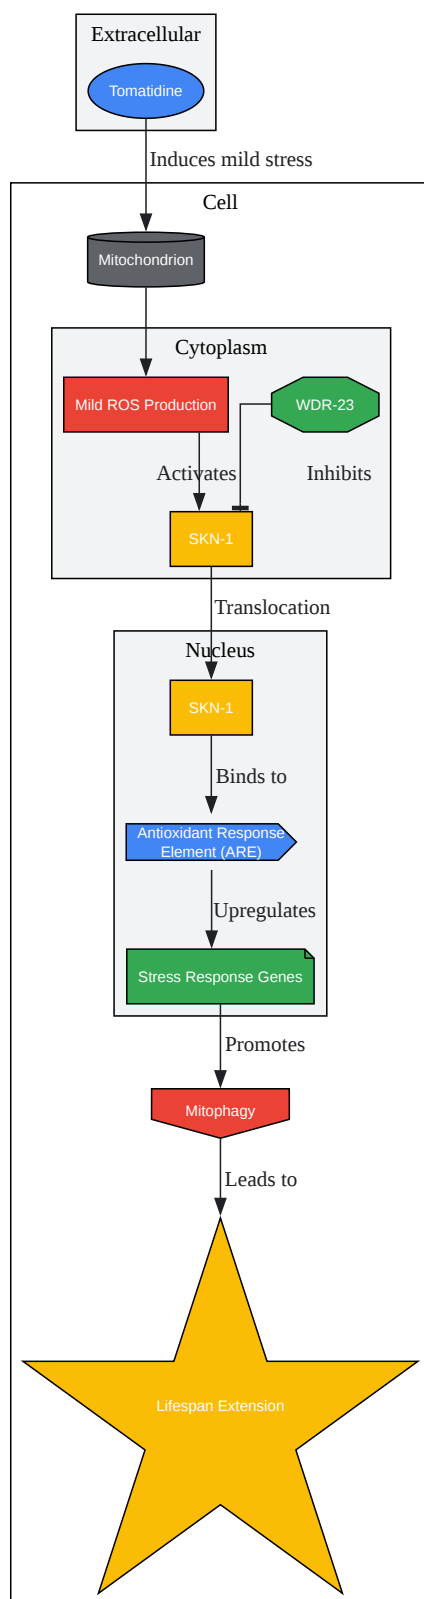 Extracellular
Tomatidine
Induces mild stress
Cell
Mitochondrion
Cytoplasm
Mild ROS Production
WDR-23
Activates
Inhibits
SKN-1
Translocation
Nucleus
SKN-1
Binds to
Antioxidant Response
Element (ARE)
Upregulates
Stress Response Genes
Promotes
Mitophagy
Leads to
Lifespan Extension